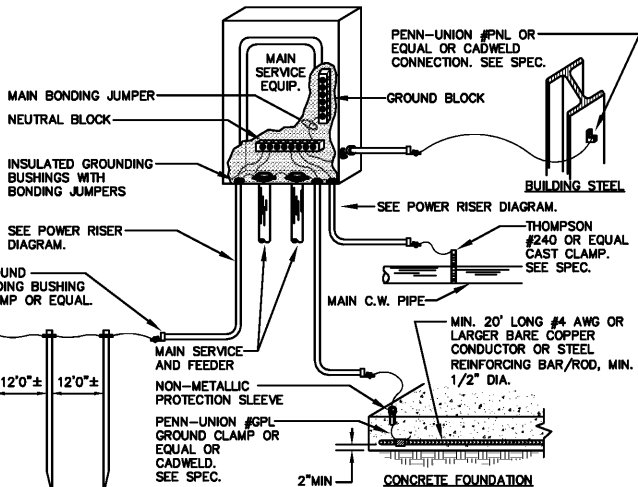 PENN-UNION #PNL OR
EQUAL OR CADWELD
CONNECTION. SEE SPEC.
MAIN
SERVICE
EQUIP.
MAIN BONDING JUMPER
NEUTRAL BLOCK
GROUND BLOCK
INSULATED GROUNDING
BUSHINGS WITH
BONDING JUMPERS
BUILDING STEEL
SEE POWER RISER DIAGRAM.
SEE POWER RISER
DIAGRAM.
THOMPSON
#240 OR EQUAL
CAST CLAMP.
SEE SPEC.
MAIN C.W. PIPE
MP OR EQUAL.
12'0"± 12'0"±
MAIN SERVICE
AND FEEDER
MIN. 20' LONG #4 AWG OR
LARGER BARE COPPER
CONDUCTOR OR STEEL
REINFORCING BAR/ROD, MIN.
1/2" DIA.
NON-METALLIC
PROTECTION SLEEVE
PENN-UNION #GPL
GROUND CLAMP OR
EQUAL OR
CADWELD.
SEE SPEC.
2"MIN
CONCRETE FOUNDATION